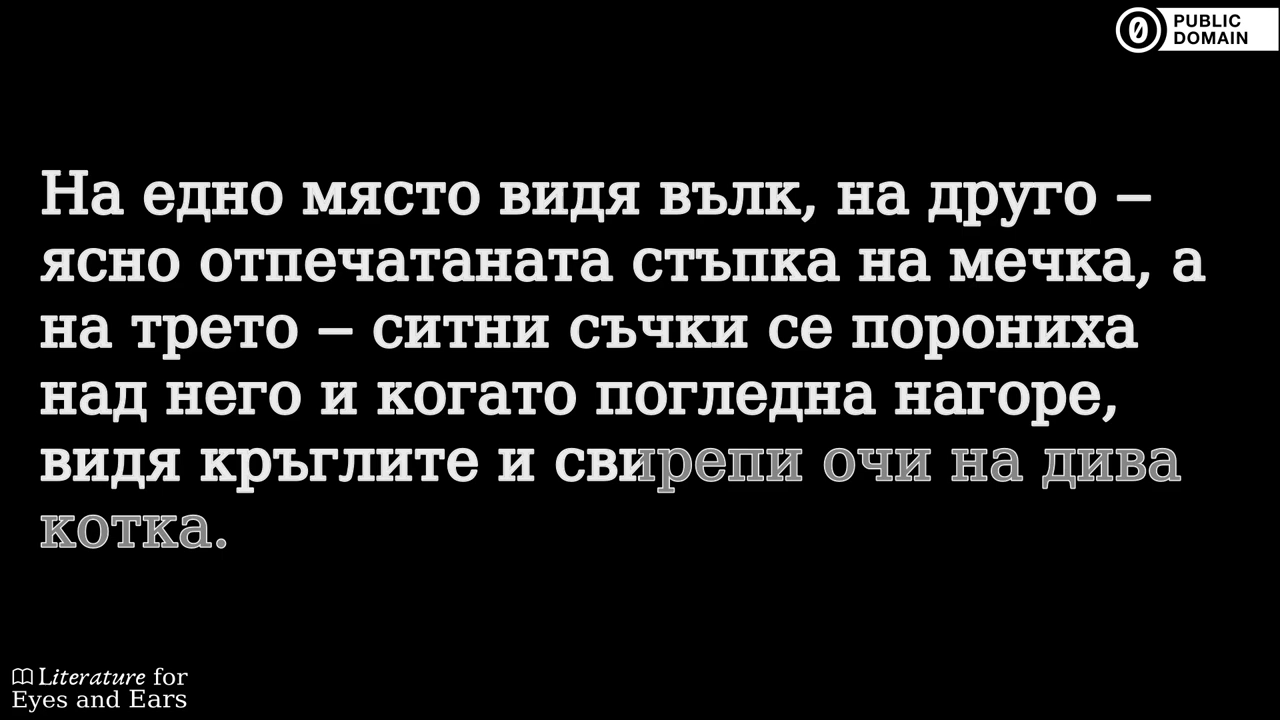 PUBLIC
DOMAIN
На едно място видя вълк, на друго –
ясно отпечатаната стъпка на мечка, а
на трето – ситни съчки се порониха
над него и когато погледна нагоре,
видя кръглите и свирепи очи на дива
котка.
Literature for
Eyes and Ears